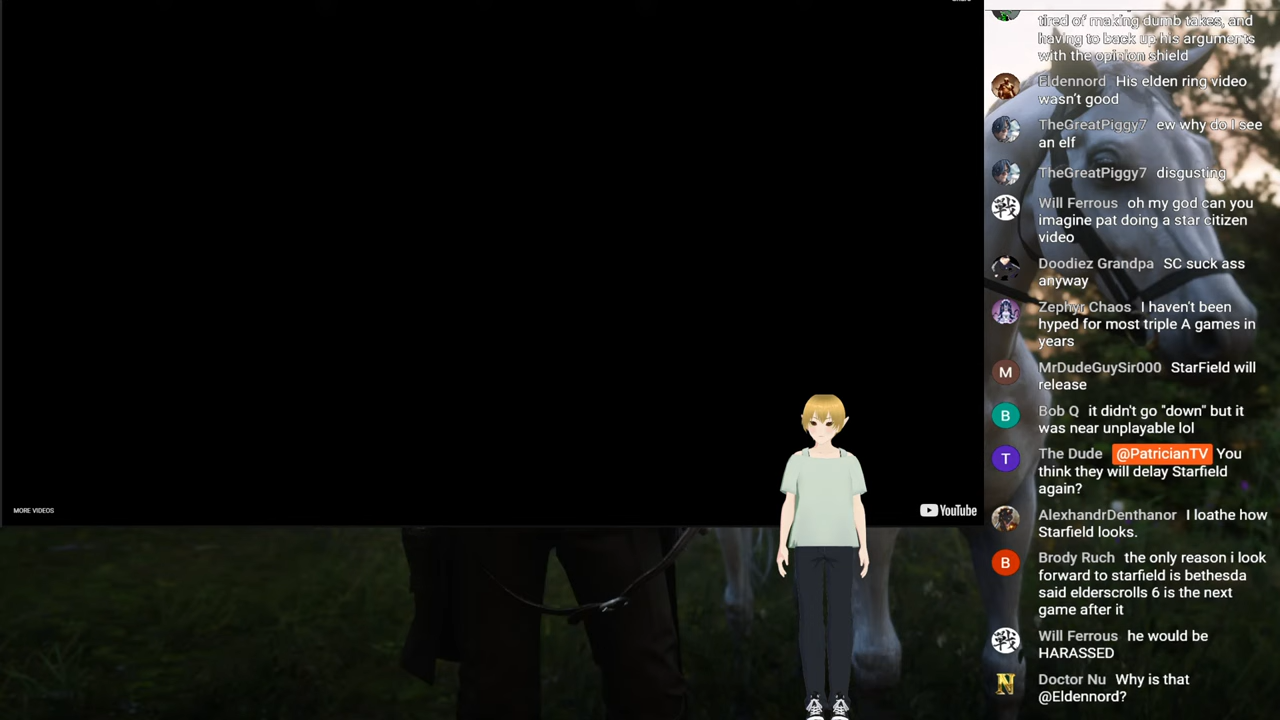 tired of making dumb takes, and
having to back up his arguments
with the opinion shield
Eldennord His elden ring video
wasn't good
TheGreatPiggy7 ew why do I see
an elf
TheGreatPiggy7 disgusting
Will Ferrous oh my god can you
imagine pat doing a star citizen
video
Doodiez Grandpa SC suck ass
anyway
Zephyr Chaos I haven't been
hyped for most triple A games in
years
M
MrDudeGuySir000 StarField will
release
B
Bob Q it didn't go "down" but it
was near unplayable lol
T
The Dude @PatricianTV You
think they will delay Starfield
again?
AlexhandrDenthanor I loathe how
Starfield looks.
B
Brody Ruch the only reason i look
forward to starfield is bethesda
said elderscrolls 6 is the next
game after it
Will Ferrous he would be
HARASSED
N
Doctor Nu Why is that
@Eldennord?
MORE VIDEOS
YouTube